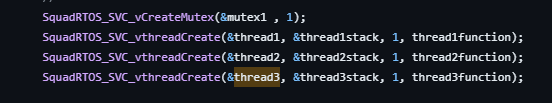 SquadRTOS_SVC_vCreateMutex(&mutex1 , 1);
SquadRTOS_SVC_vthreadCreate(&thread1, &thread1stack, 1, thread1function);
SquadRTOS_SVC_vthreadCreate(&thread2, &thread2stack, 1, thread2function);
SquadRTOS_SVC_vthreadCreate(&thread3, &thread3stack, 1, thread3function);